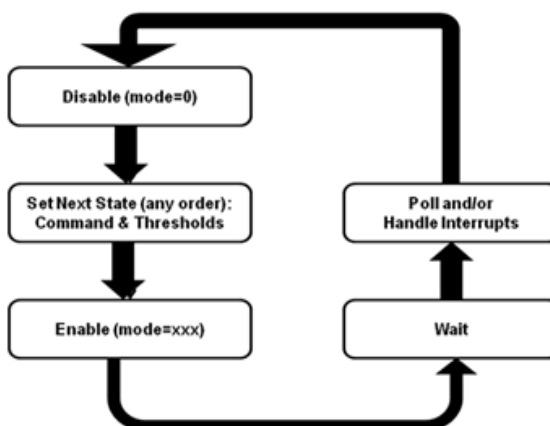 Disable (mode=0)
Set Next State (any order):
Command & Thresholds
Enable (mode=xxx)
Poll and/or
Handle Interrupts
Wait